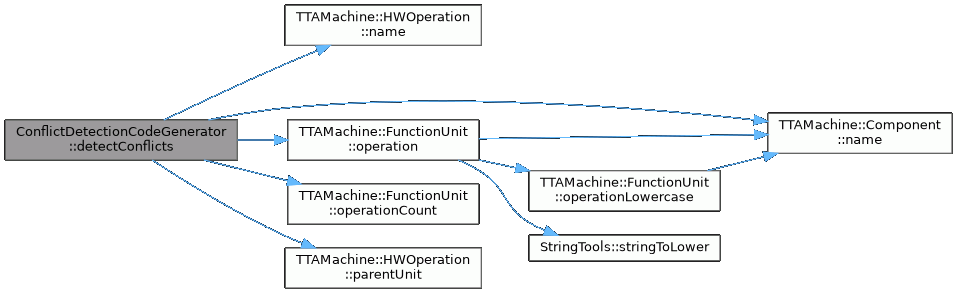 TTAMachine::HWOperation
::name
ConflictDetectionCodeGenerator
::detectConflicts
TTAMachine::FunctionUnit
::operation
TTAMachine::Component
::name
TTAMachine::FunctionUnit
::operationCount
TTAMachine::FunctionUnit
::operationLowercase
StringTools::stringToLower
TTAMachine::HWOperation
::parentUnit